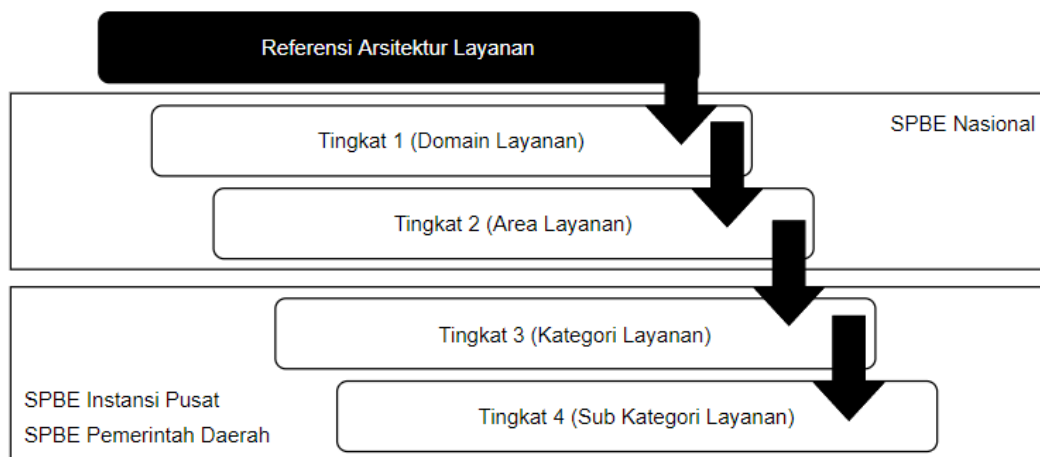 Referensi Arsitektur Layanan
Tingkat 1 (Domain Layanan)
SPBE Nasional
Tingkat 2 (Area Layanan)
Tingkat 3 (Kategori Layanan)
SPBE Instansi Pusat
SPBE Pemerintah Daerah
Tingkat 4 (Sub Kategori Layanan)